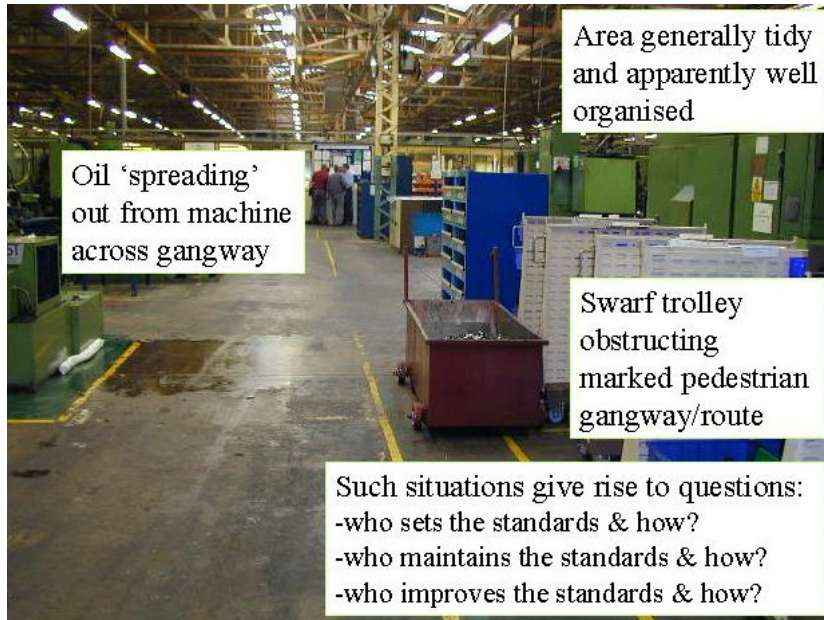 Area generally tidy
and apparently well
organised
Oil ‘spreading’
out from machine
across gangway
Swarf trolley
obstructing
marked pedestrian
gangway/route
Such situations give rise to questions:
-who sets the standards & how?
-who maintains the standards & how?
-who improves the standards & how?